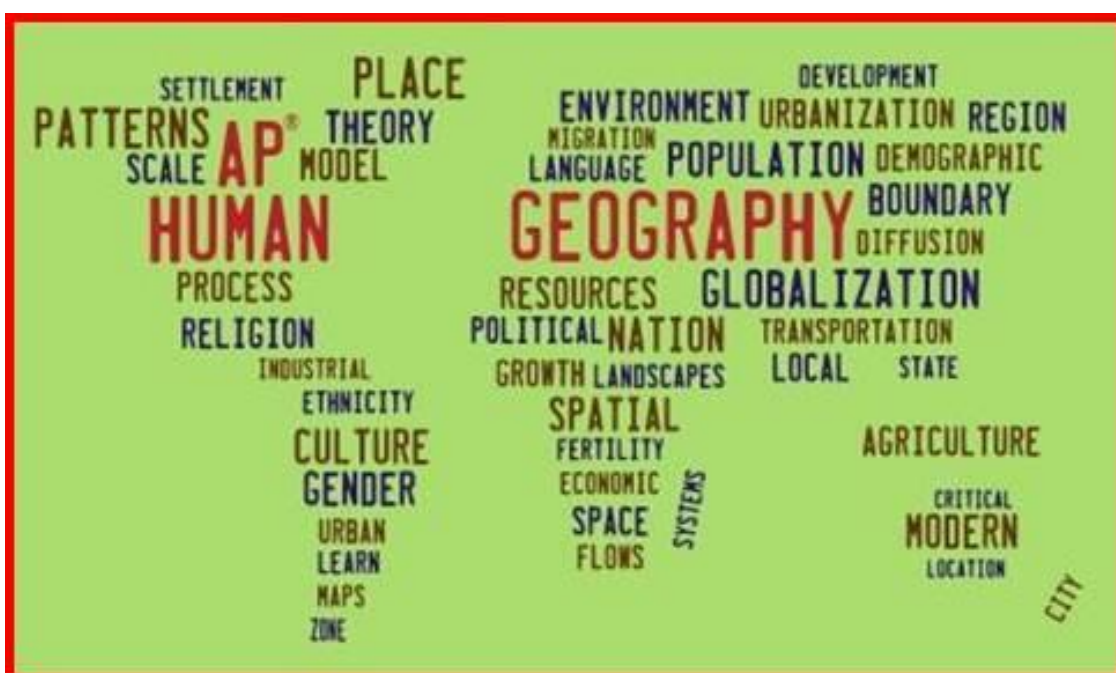 SETTLEMENT PLACE
PATTERNS AP® THEORY
SCALE MODEL
HUMAN
PROCESS
RELIGION
INDUSTRIAL
ETHNICITY
CULTURE
GENDER
URBAN
LEARN
MAPS
ZONE
DEVELOPMENT
ENVIRONMENT URBANIZATION REGION
MIGRATION
LANGUAGE POPULATION DEMOGRAPHIC
GEOGRAPHY BOUNDARY
DIFFUSION
RESOURCES GLOBALIZATION
POLITICAL NATION TRANSPORTATION
GROWTH LANDSCAPES LOCAL STATE
SPATIAL
FERTILITY
ECONOMIC
SYSTEMS
SPACE
FLOWS
AGRICULTURE
CRITICAL
MODERN
LOCATION
CITY